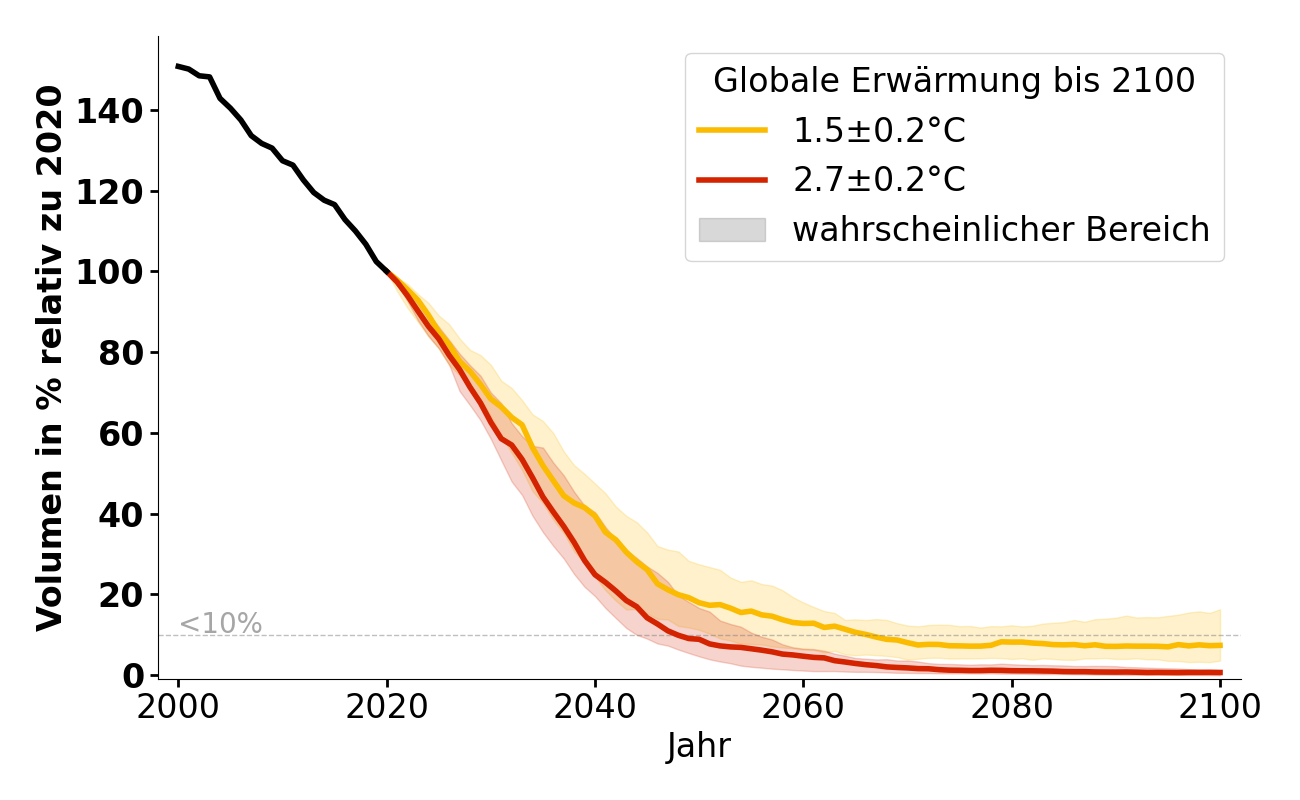 Volumen in % relativ zu 2020
140
120
100
80
60
40
20
0
<10%
Globale Erwärmung bis 2100
1.5±0.2°C
2.7±0.2°C
wahrscheinlicher Bereich
2000 2020 2040 2060 2080 2100
Jahr